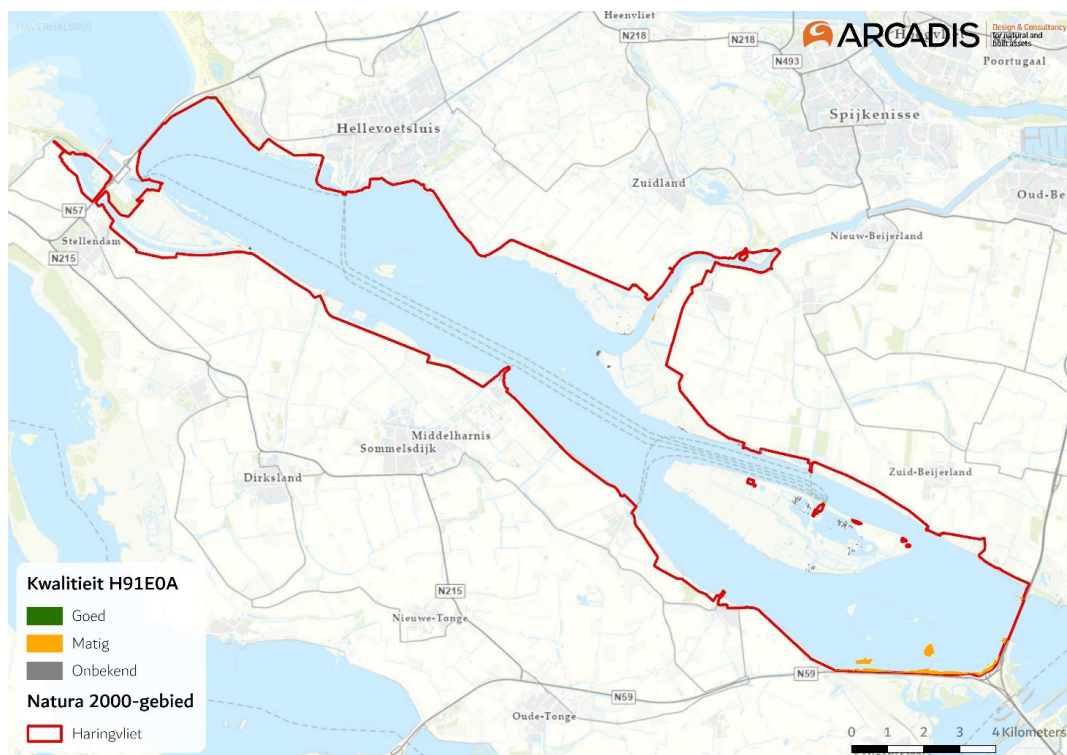 HAVERHALS809
Heenvliet
N218
N218
N493
ARCADIS
Design & Consultancy
for natural and
built assets
Poortugaal
Hellevoetsluis
Spijkenisse
Zuidland
Oud-Be
N57
Stellendam
N215
Nieuw-Beijerland
Middelharnis
Sommelsdijk
Dirksland
Zuid-Beijerland
N215
Nieuwe-Tonge
N59
N59
Oude-Tonge
Kwalitieit H91E0A
Goed
Matig
Onbekend
Natura 2000-gebied
Haringvliet
0 1 2 3 4 Kilometers